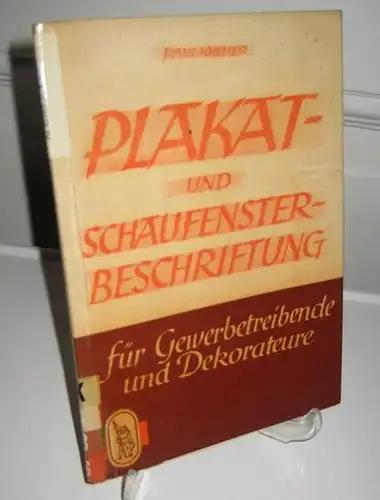 PLAKAT-
UND
SCHAUFENSTER-
BESCHRIFTUNG
für Gewerbetreibende
und Dekorateure
K